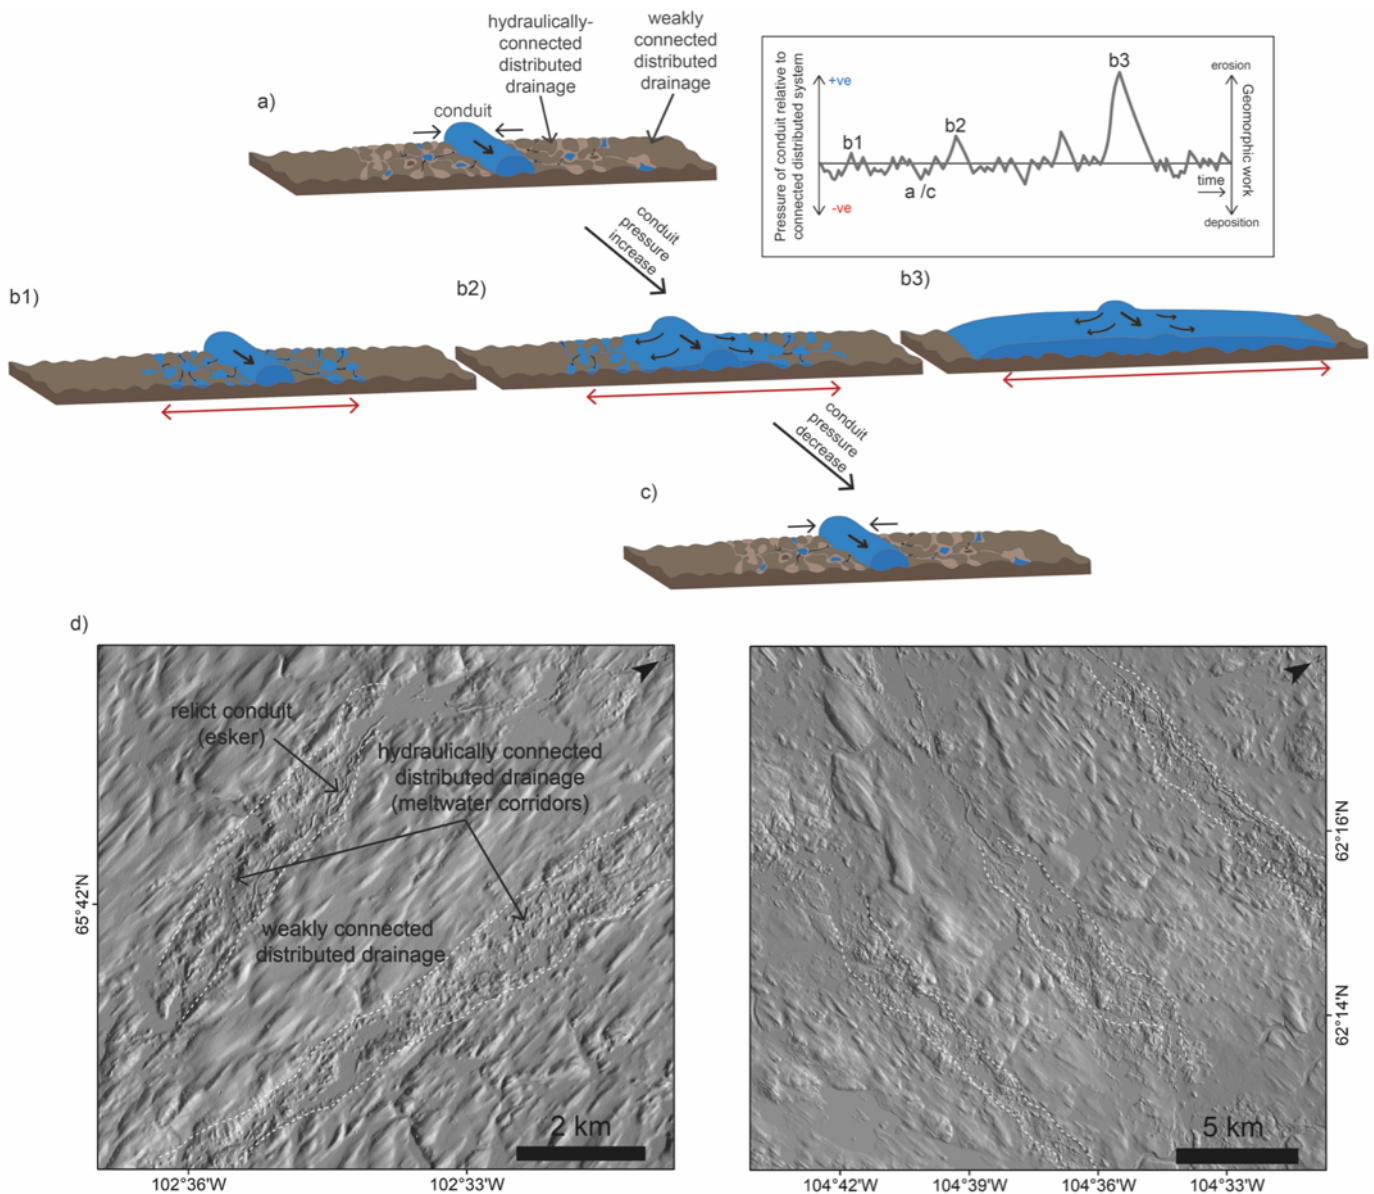 a)
conduit
hydraulically-
connected
distributed
drainage
weakly
connected
distributed
drainage
Pressure of conduit relative to
connected distributed system
+ve
-ve
b1
b2
b3
a /c
time
erosion
Geomorphic work
deposition
conduit
pressure
increase
b1)
b2)
b3)
conduit
pressure
decrease
c)
d)
relict conduit
(esker)
hydraulically connected
distributed drainage
(meltwater corridors)
weakly connected
distributed drainage
2 km
65°42'N
102°36'W
102°33'W
5 km
62°16'N
62°14'N
104°42'W
104°39'W
104°36'W
104°33'W